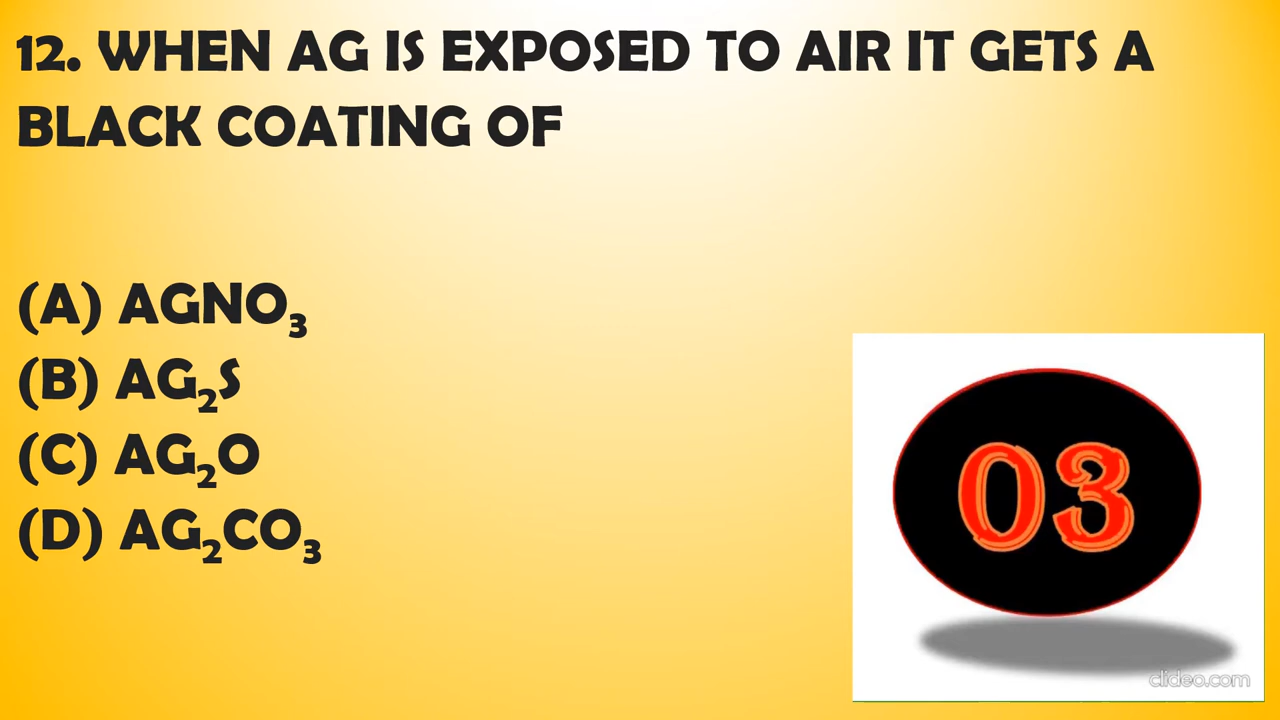 12. WHEN AG IS EXPOSED TO AIR IT GETS A
BLACK COATING OF
(A) AGNO₃
(B) AG₂S
(C) AG₂O
(D) AG₂CO₃
03
clideo.com